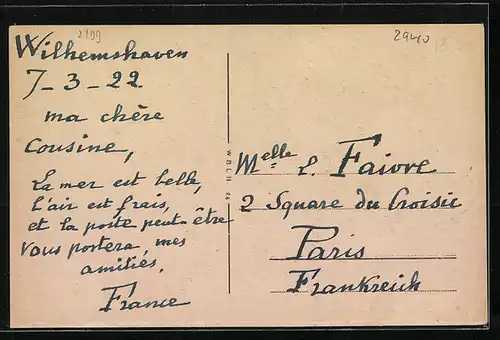 2940
Wilhemshaven
7-3-22
ma chère
Cousine,
La mer est belle,
l'air est frais,
et la poste peut-être
vous portera, mes
amitiés.
France
W.B.L.H.
Melle L. Faivre
2 Square du Croisic
Paris
Frankreich